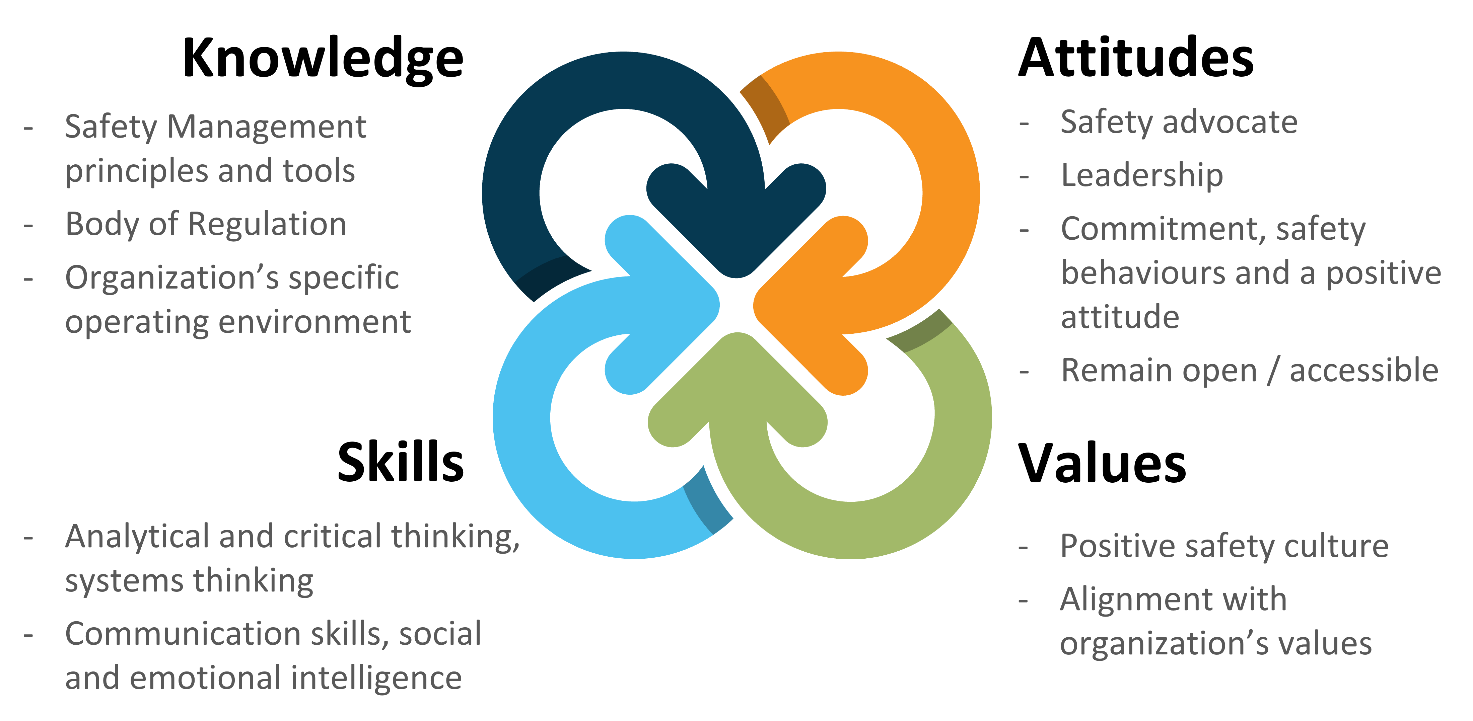 Knowledge
- Safety Management
principles and tools
- Body of Regulation
- Organization’s specific
operating environment
Attitudes
- Safety advocate
- Leadership
- Commitment, safety
behaviours and a positive
attitude
- Remain open / accessible
Skills
- Analytical and critical thinking,
systems thinking
- Communication skills, social
and emotional intelligence
Values
- Positive safety culture
- Alignment with
organization’s values